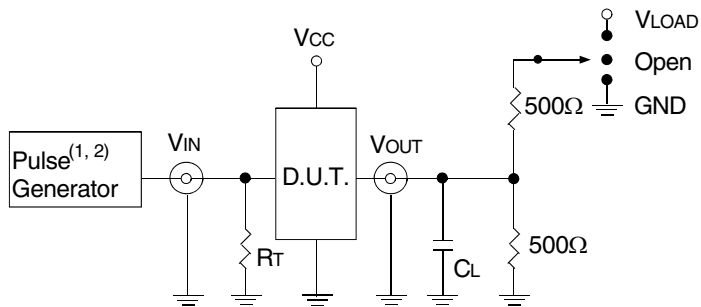 VLOAD
VCC
Open
500Ω
GND
VIN
VOUT
Pulse(1, 2)
Generator
D.U.T.
RT
CL
500Ω